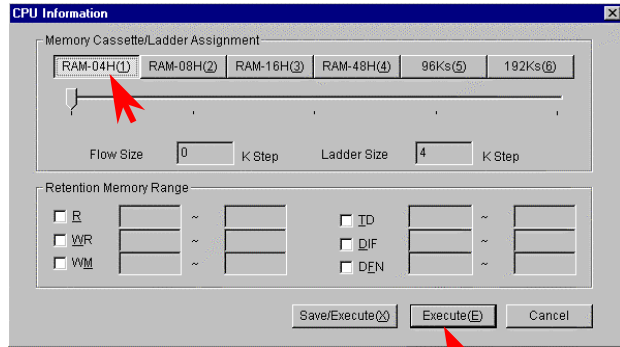 CPU Information
Memory Cassette/Ladder Assignment
RAM-04H(1) RAM-08H(2) RAM-16H(3) RAM-48H(4) 96Ks(5) 192Ks(6)
Flow Size 0 K Step Ladder Size 4 K Step
Retention Memory Range
R ~ TD ~
WR ~ DIF
WM ~ DFN ~
Save/Execute(X) Execute(E) Cancel